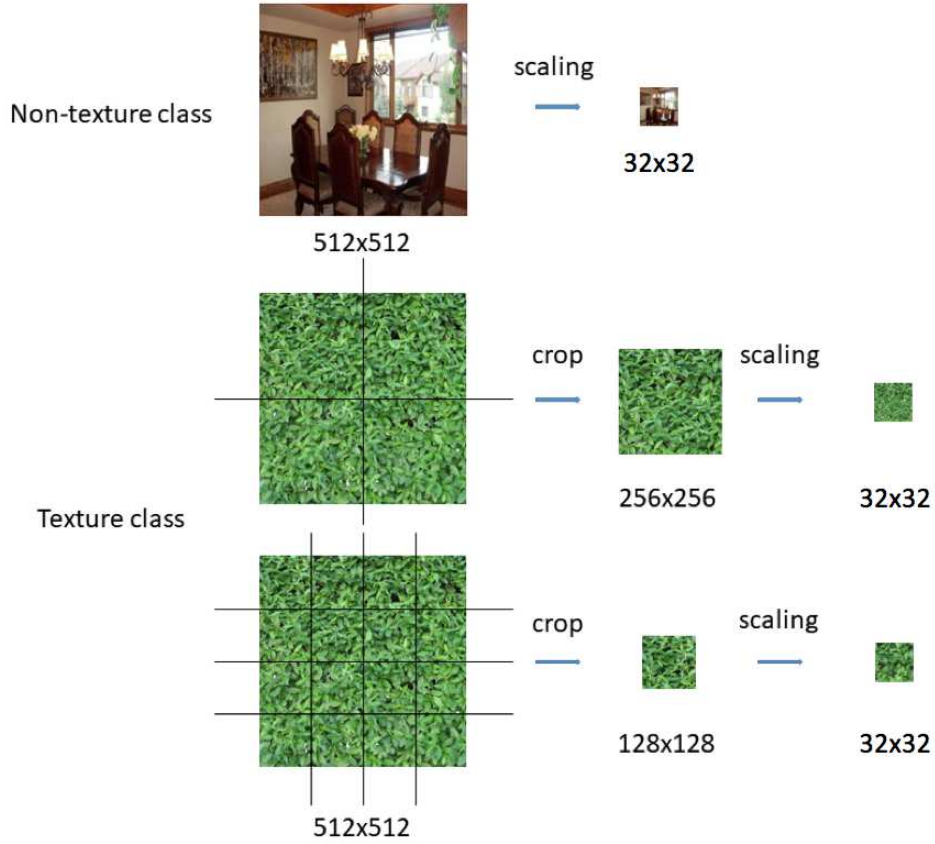 scaling
Non-texture class
32x32
512x512
crop
scaling
256x256
32x32
Texture class
crop
scaling
128x128
32x32
512x512